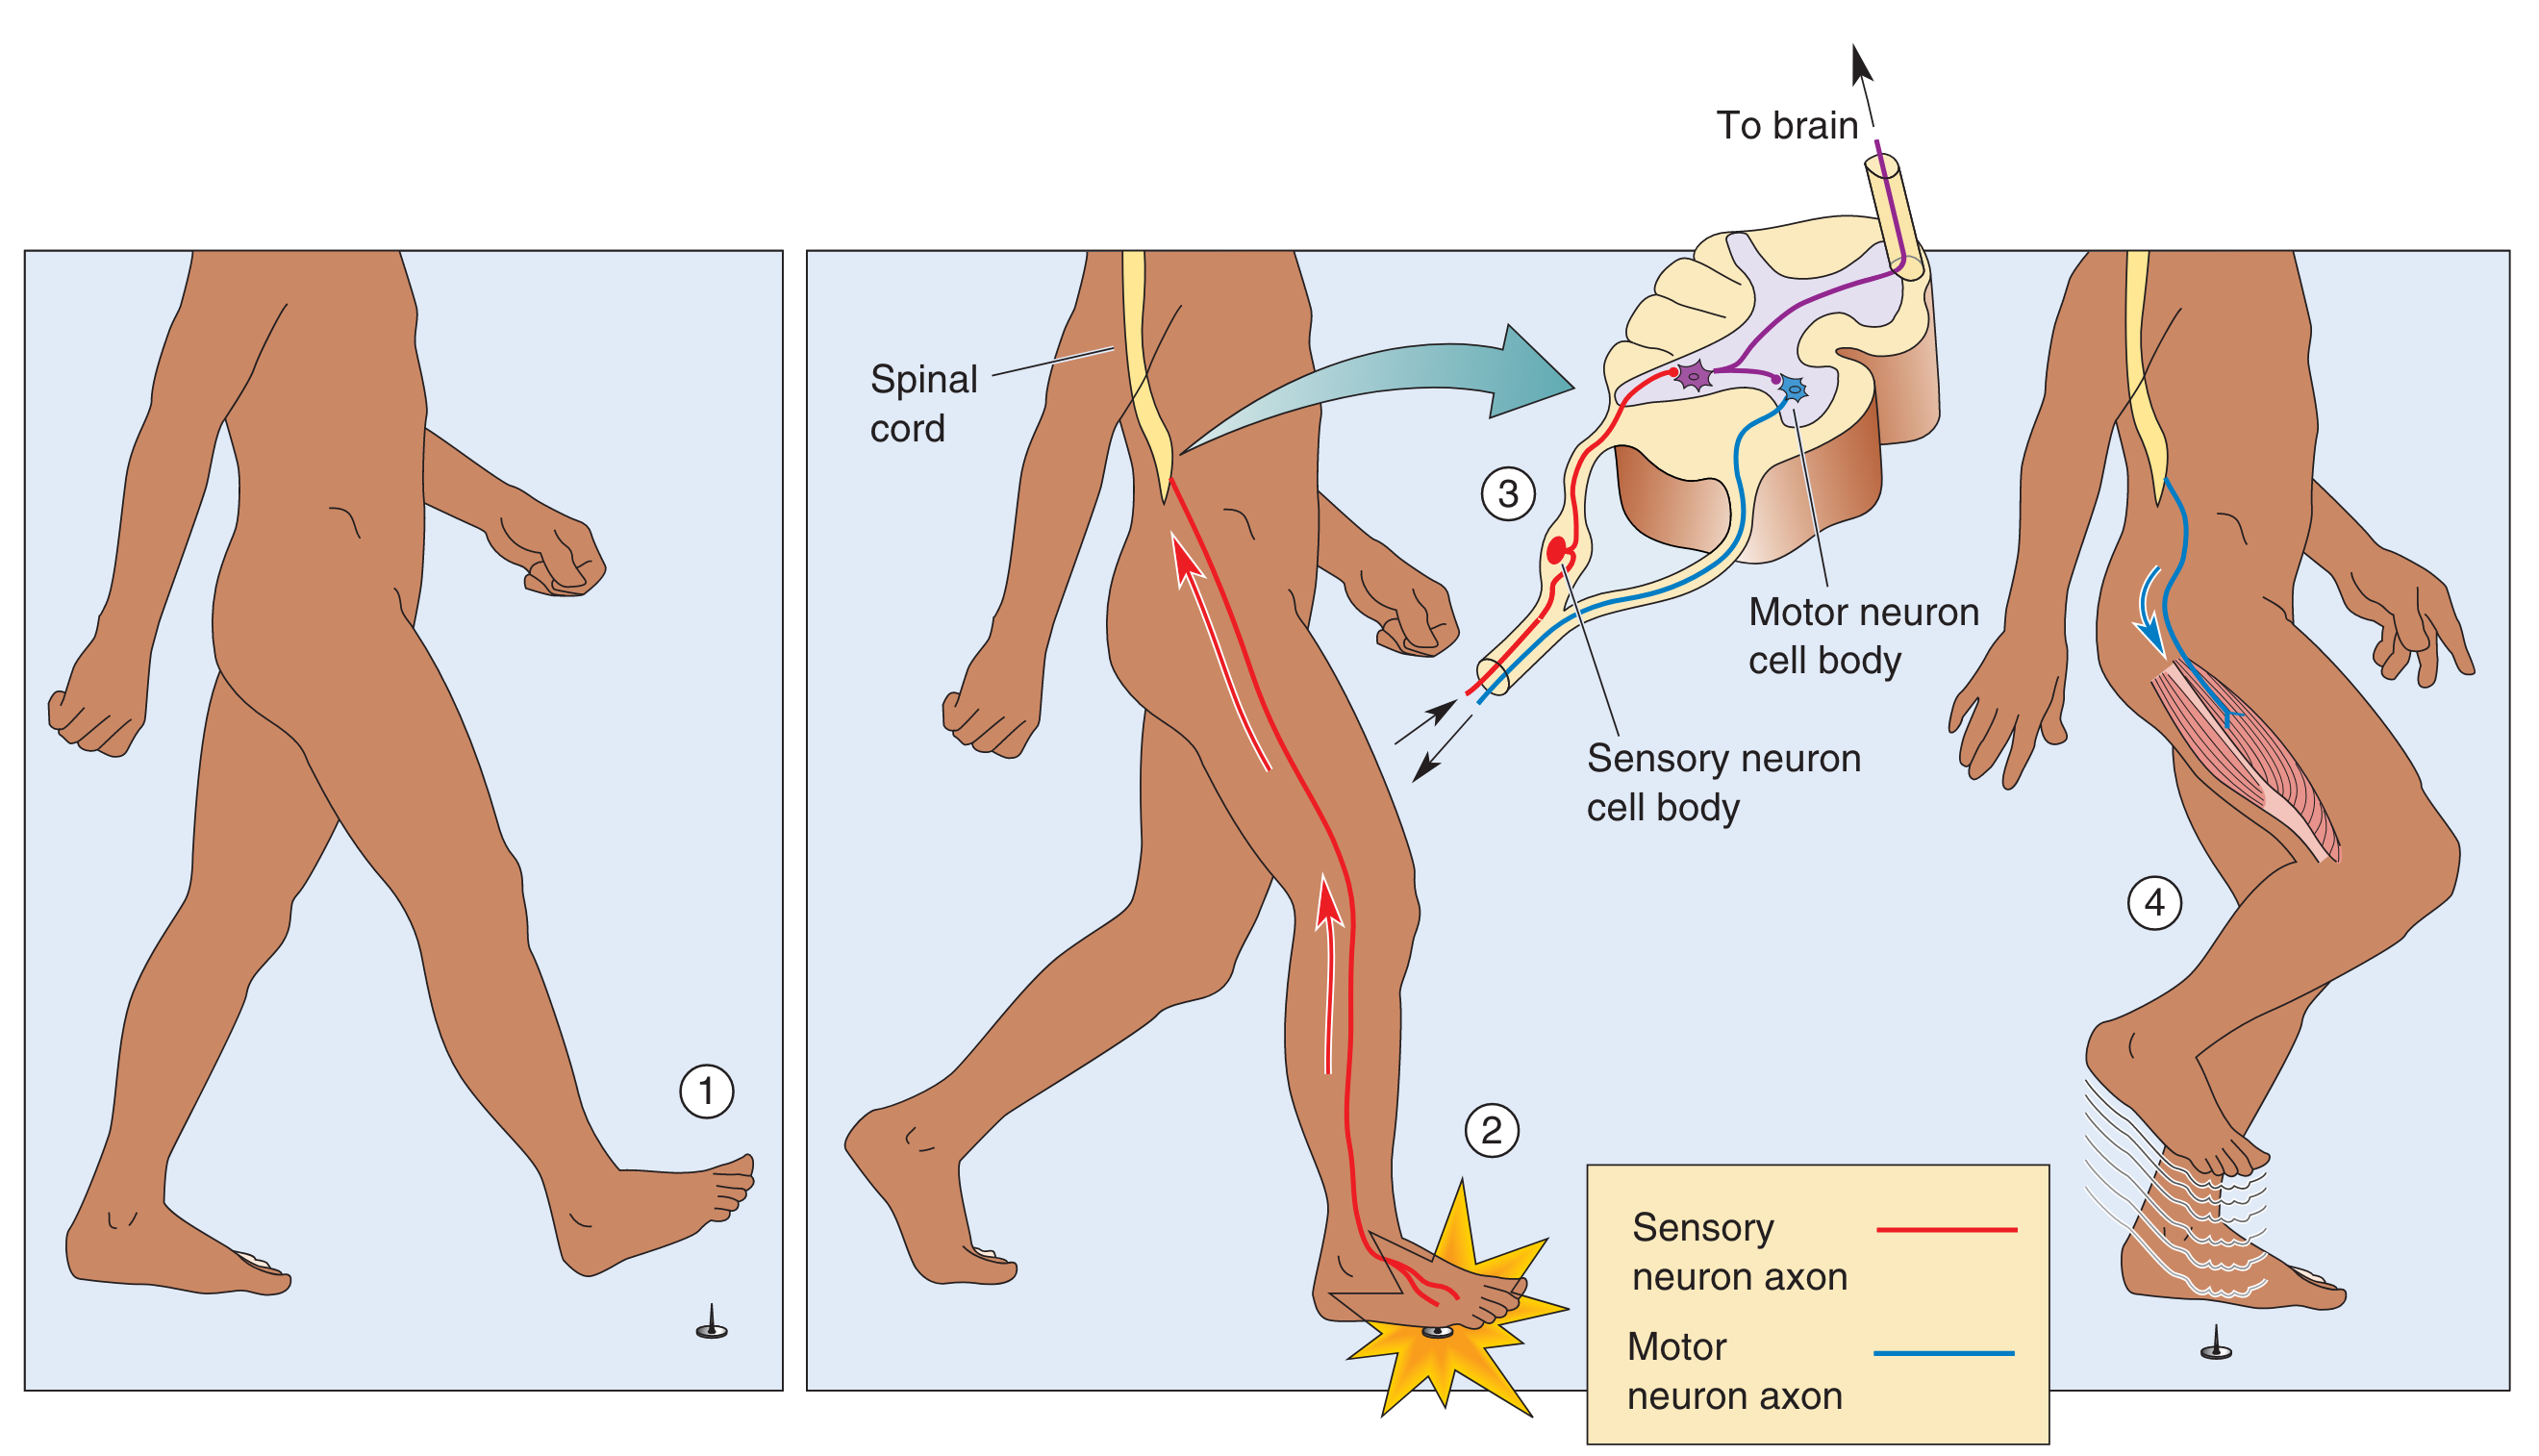 To brain
Spinal
cord
3
Motor neuron
cell body
Sensory neuron
cell body
4
1
2
Sensory
neuron axon
Motor
neuron axon